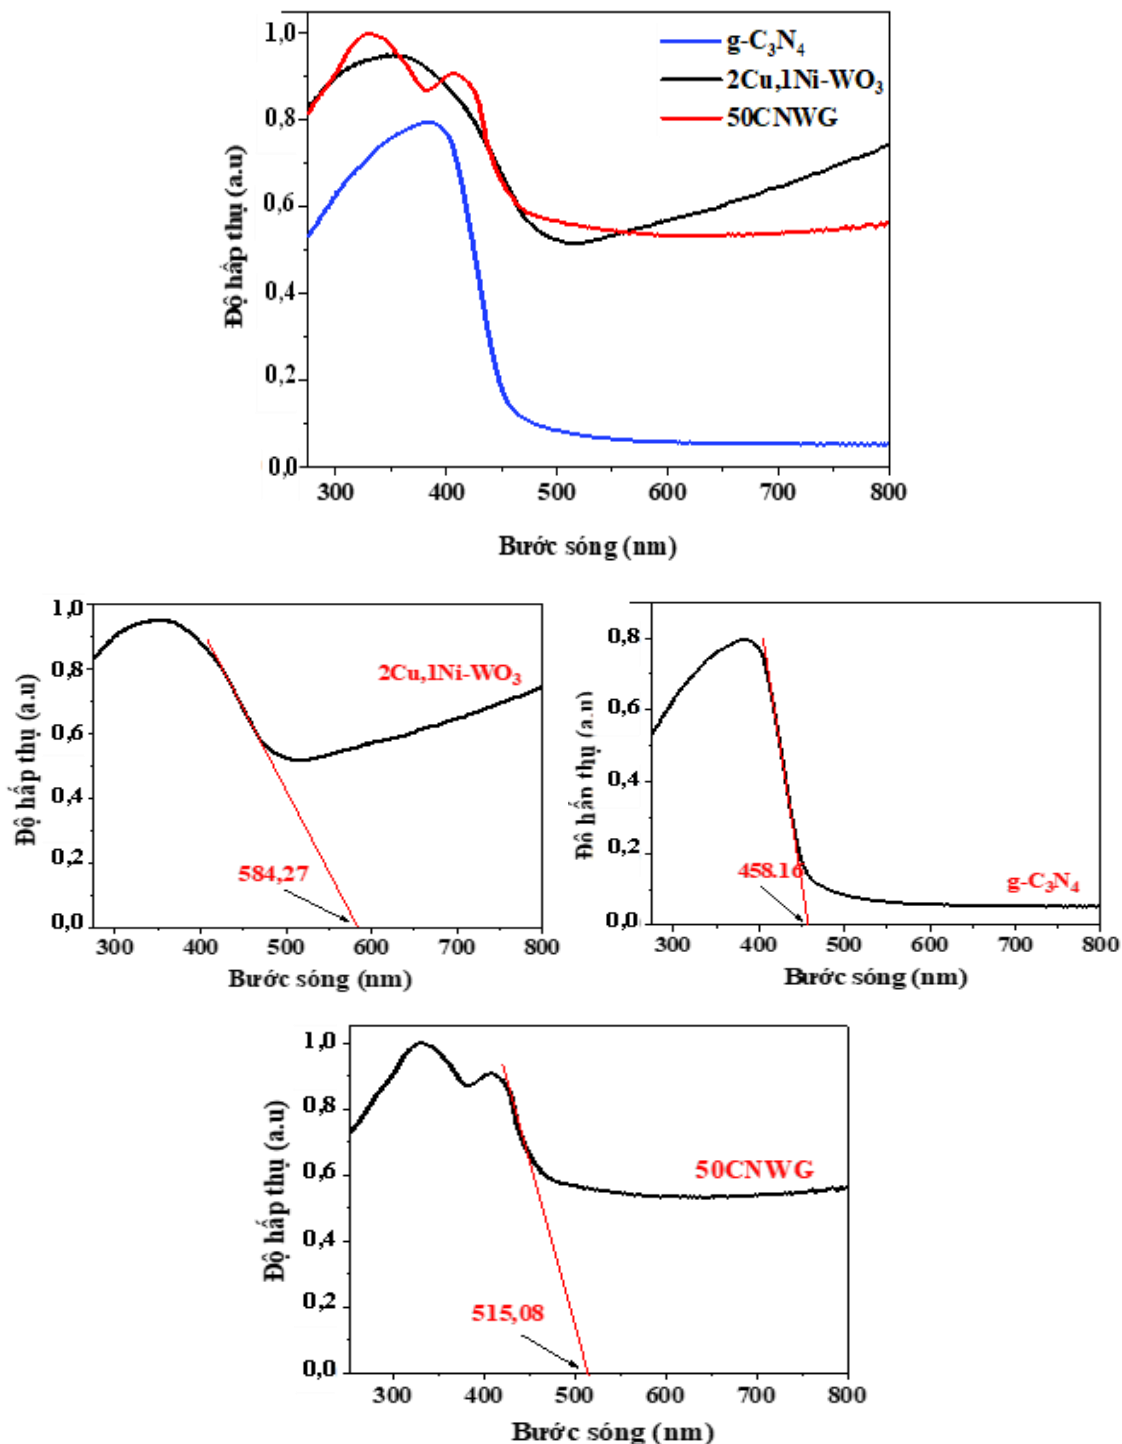 g-C₃N₄
2Cu,1Ni-WO₃
50CNWG
1,0
0,8
0,6
0,4
0,2
0,0
Độ hấp thụ (a.u)
300 400 500 600 700 800
Bước sóng (nm)
1,0
0,8
0,6
0,4
0,2
0,0
Độ hấp thụ (a.u)
2Cu,1Ni-WO₃
584,27
300 400 500 600 700 800
Bước sóng (nm)
0,8
0,6
0,4
0,2
0,0
Độ hấp thụ (a.u)
458.16
g-C₃N₄
300 400 500 600 700 800
Bước sóng (nm)
1,0
0,8
0,6
0,4
0,2
0,0
Độ hấp thụ (a.u)
50CNWG
515,08
300 400 500 600 700 800
Bước sóng (nm)